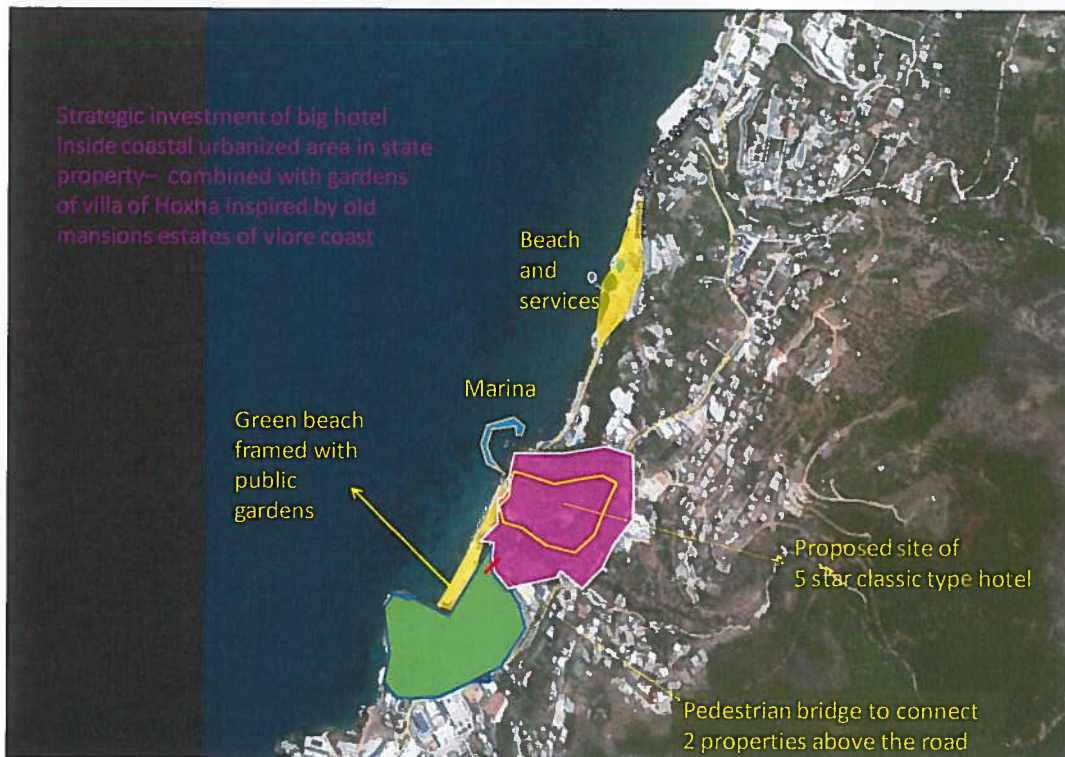 Strategic investment of big hotel
inside coastal urbanized area in state
property– combined with gardens
of villa of Hoxha inspired by old
mansions estates of vlore coast
Beach
and
services
Marina
Green beach
framed with
public
gardens
Proposed site of
5 star classic type hotel
Pedestrian bridge to connect
2 properties above the road